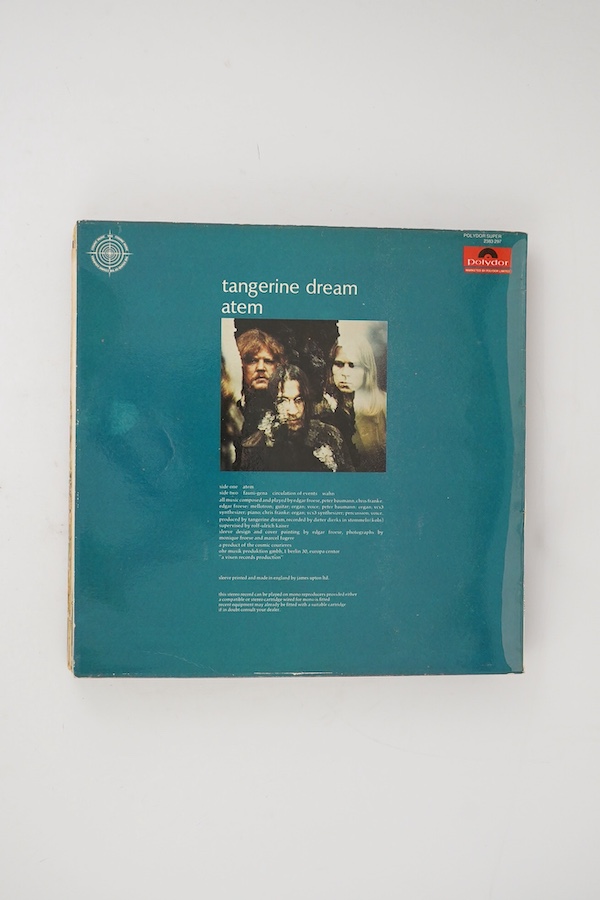 POLYDOR SUPER
2383 297
Polydor
MARKETED BY POLYDOR LIMITED
tangerine dream
atem
side one atem
side two fauni-gena circulation of events wahn
all music composed and played by edgar froese, peter baumann, chris franke.
edgar froese: mellotron; guitar; organ; voice; peter baumann: organ, vcs3
synthesizer; piano; chris franke: organ; vcs3 synthesizer; percussion; voice.
produced by tangerine dream, recorded by dieter dierks in stommeln(köln)
supervised by rolf-ulrich kaiser
sleeve design and cover painting by edgar froese, photographs by
monique froese and marcel fugere
a product of the cosmic couriers
ohr musik produktion gmbh, 1 berlin 30, europa center
"a vixen records production"
sleeve printed and made in england by james upton ltd.
this stereo record can be played on mono reproducers provided either
a compatible or stereo cartridge wired for mono is fitted
recent equipment may already be fitted with a suitable cartridge
if in doubt consult your dealer